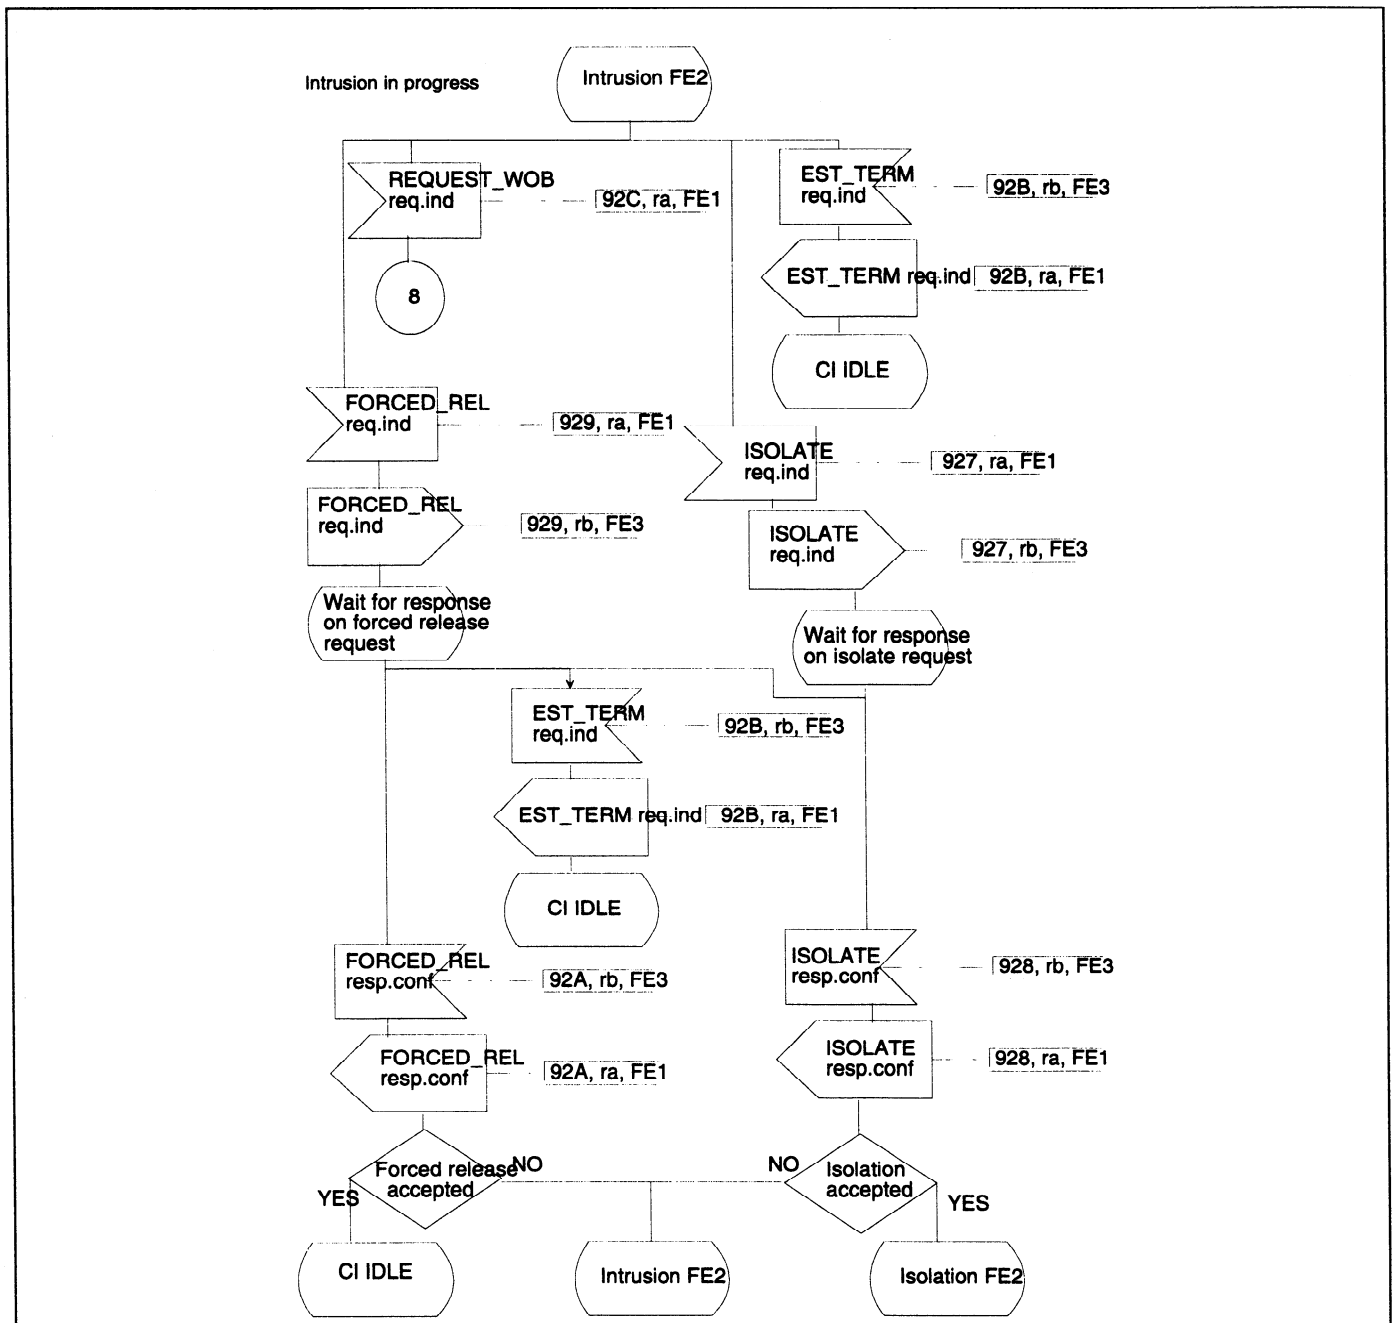 Intrusion in progress
Intrusion FE2
REQUEST_WOB
req.ind
92C, ra, FE1
8
EST_TERM
req.ind
92B, rb, FE3
EST_TERM req.ind
92B, ra, FE1
CI IDLE
FORCED_REL
req.ind
929, ra, FE1
FORCED_REL
req.ind
929, rb, FE3
Wait for response
on forced release
request
ISOLATE
req.ind
927, ra, FE1
ISOLATE
req.ind
927, rb, FE3
Wait for response
on isolate request
EST_TERM
req.ind
92B, rb, FE3
EST_TERM req.ind
92B, ra, FE1
CI IDLE
FORCED_REL
resp.conf
92A, rb, FE3
FORCED_REL
resp.conf
92A, ra, FE1
ISOLATE
resp.conf
928, rb, FE3
ISOLATE
resp.conf
928, ra, FE1
Forced release
accepted
NO
YES
NO
Isolation
accepted
YES
CI IDLE
Intrusion FE2
Isolation FE2